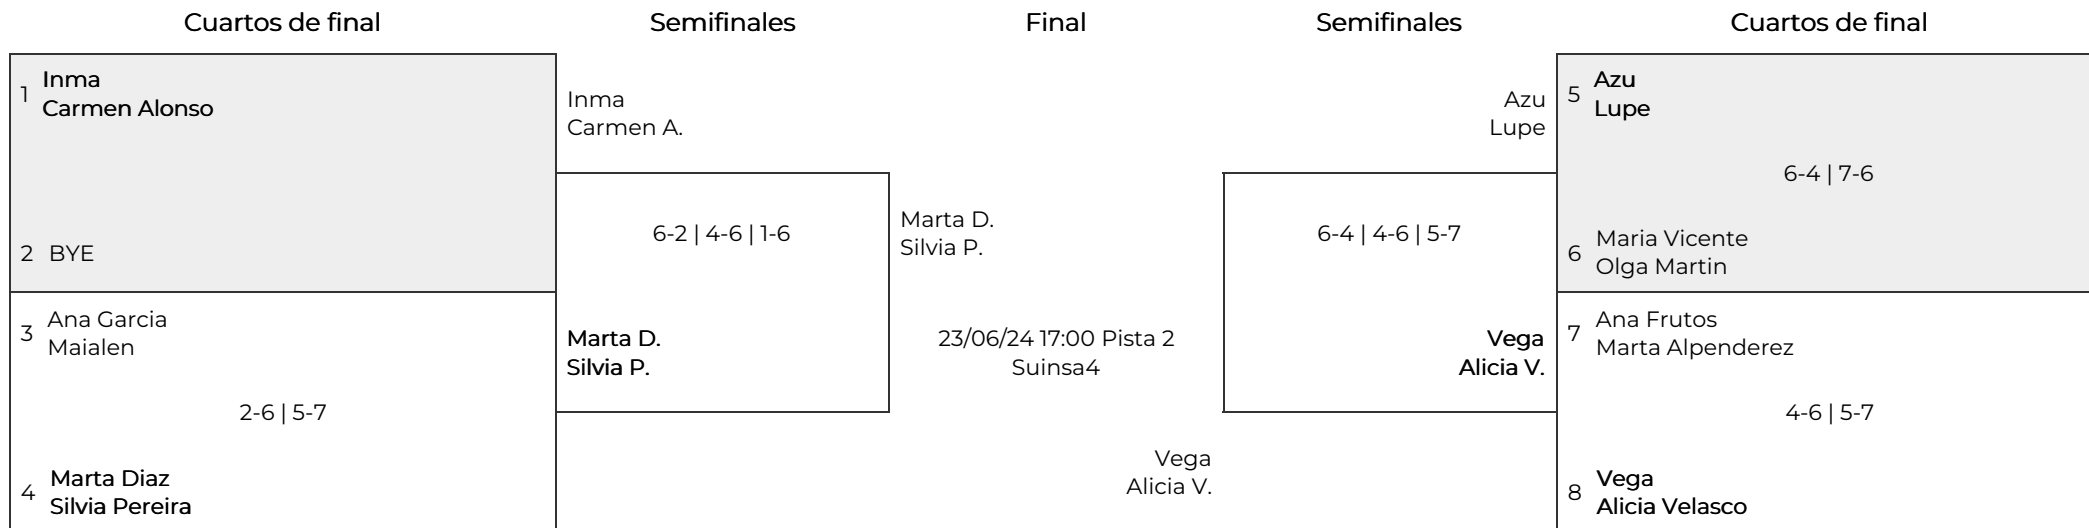 Cuartos de final
Semifinales
Final
Semifinales
Cuartos de final
1 Inma
Carmen Alonso
2 BYE
3 Ana Garcia
Maialen
2-6 | 5-7
4 Marta Diaz
Silvia Pereira
Inma
Carmen A.
6-2 | 4-6 | 1-6
Marta D.
Silvia P.
Marta D.
Silvia P.
23/06/24 17:00 Pista 2
Suinsa4
Vega
Alicia V.
Azu
Lupe
6-4 | 4-6 | 5-7
Vega
Alicia V.
5 Azu
Lupe
6-4 | 7-6
6 Maria Vicente
Olga Martin
7 Ana Frutos
Marta Alpenderez
4-6 | 5-7
8 Vega
Alicia Velasco